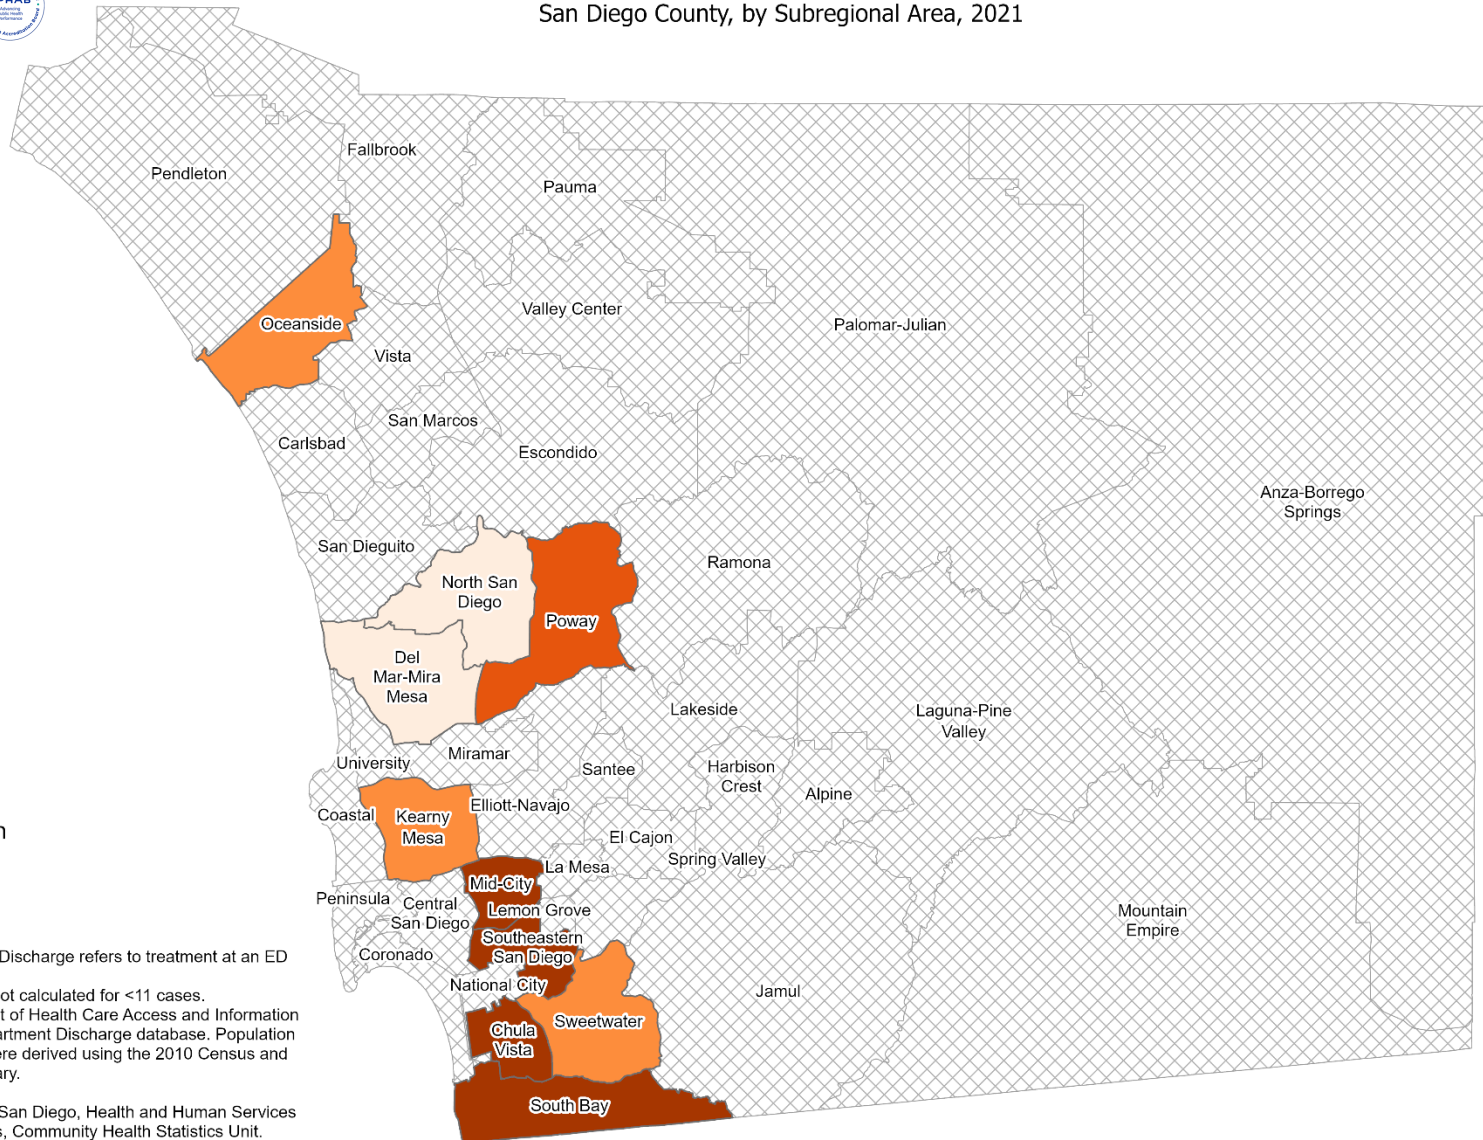 Advancing
Public Health
Performance
San Diego County, by Subregional Area, 2021
Fallbrook
Pendleton
Pauma
Oceanside
Valley Center
Palomar-Julian
Vista
San Marcos
Carlsbad
Escondido
Anza-Borrego
Springs
San Dieguito
Ramona
North San
Diego
Poway
Del
Mar-Mira
Mesa
Lakeside
Laguna-Pine
Valley
Miramar
University
Santee
Harbison
Crest
Alpine
Elliott-Navajo
Coastal
Kearny
Mesa
El Cajon
Spring Valley
La Mesa
Mid-City
Peninsula
Central
San Diego
Lemon Grove
Mountain
Empire
Southeastern
San Diego
Coronado
National City
Jamul
Sweetwater
Chula
Vista
South Bay
n
Discharge refers to treatment at an ED
ot calculated for <11 cases.
t of Health Care Access and Information
artment Discharge database. Population
ere derived using the 2010 Census and
ary.
San Diego, Health and Human Services
s, Community Health Statistics Unit.